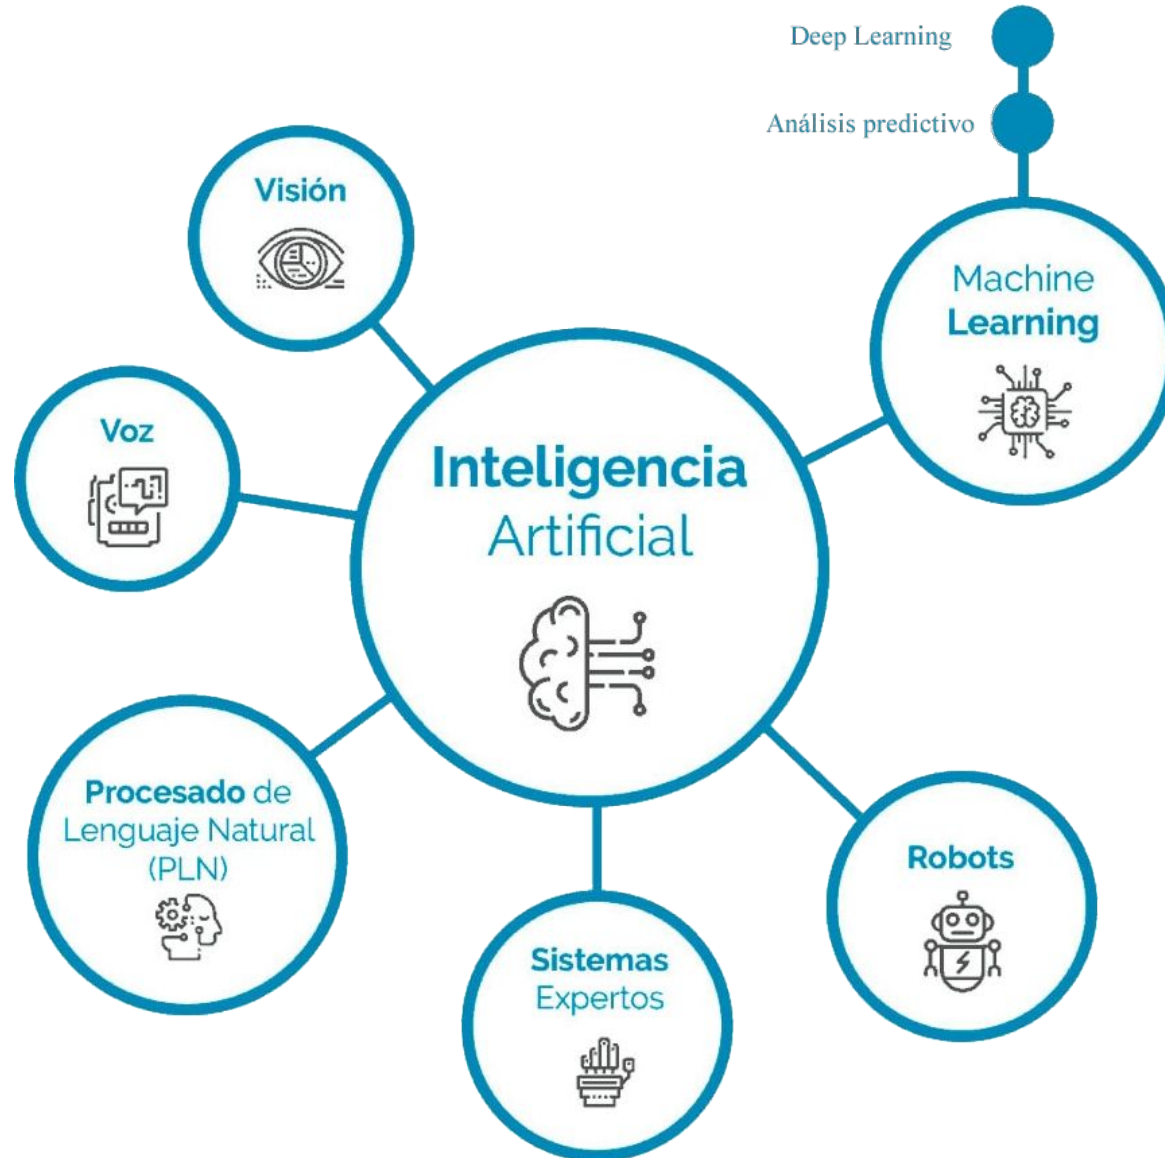 Deep Learning
Análisis predictivo
Visión
Machine
Learning
Voz
Inteligencia
Artificial
Procesado de
Lenguaje Natural
(PLN)
Robots
Sistemas
Expertos